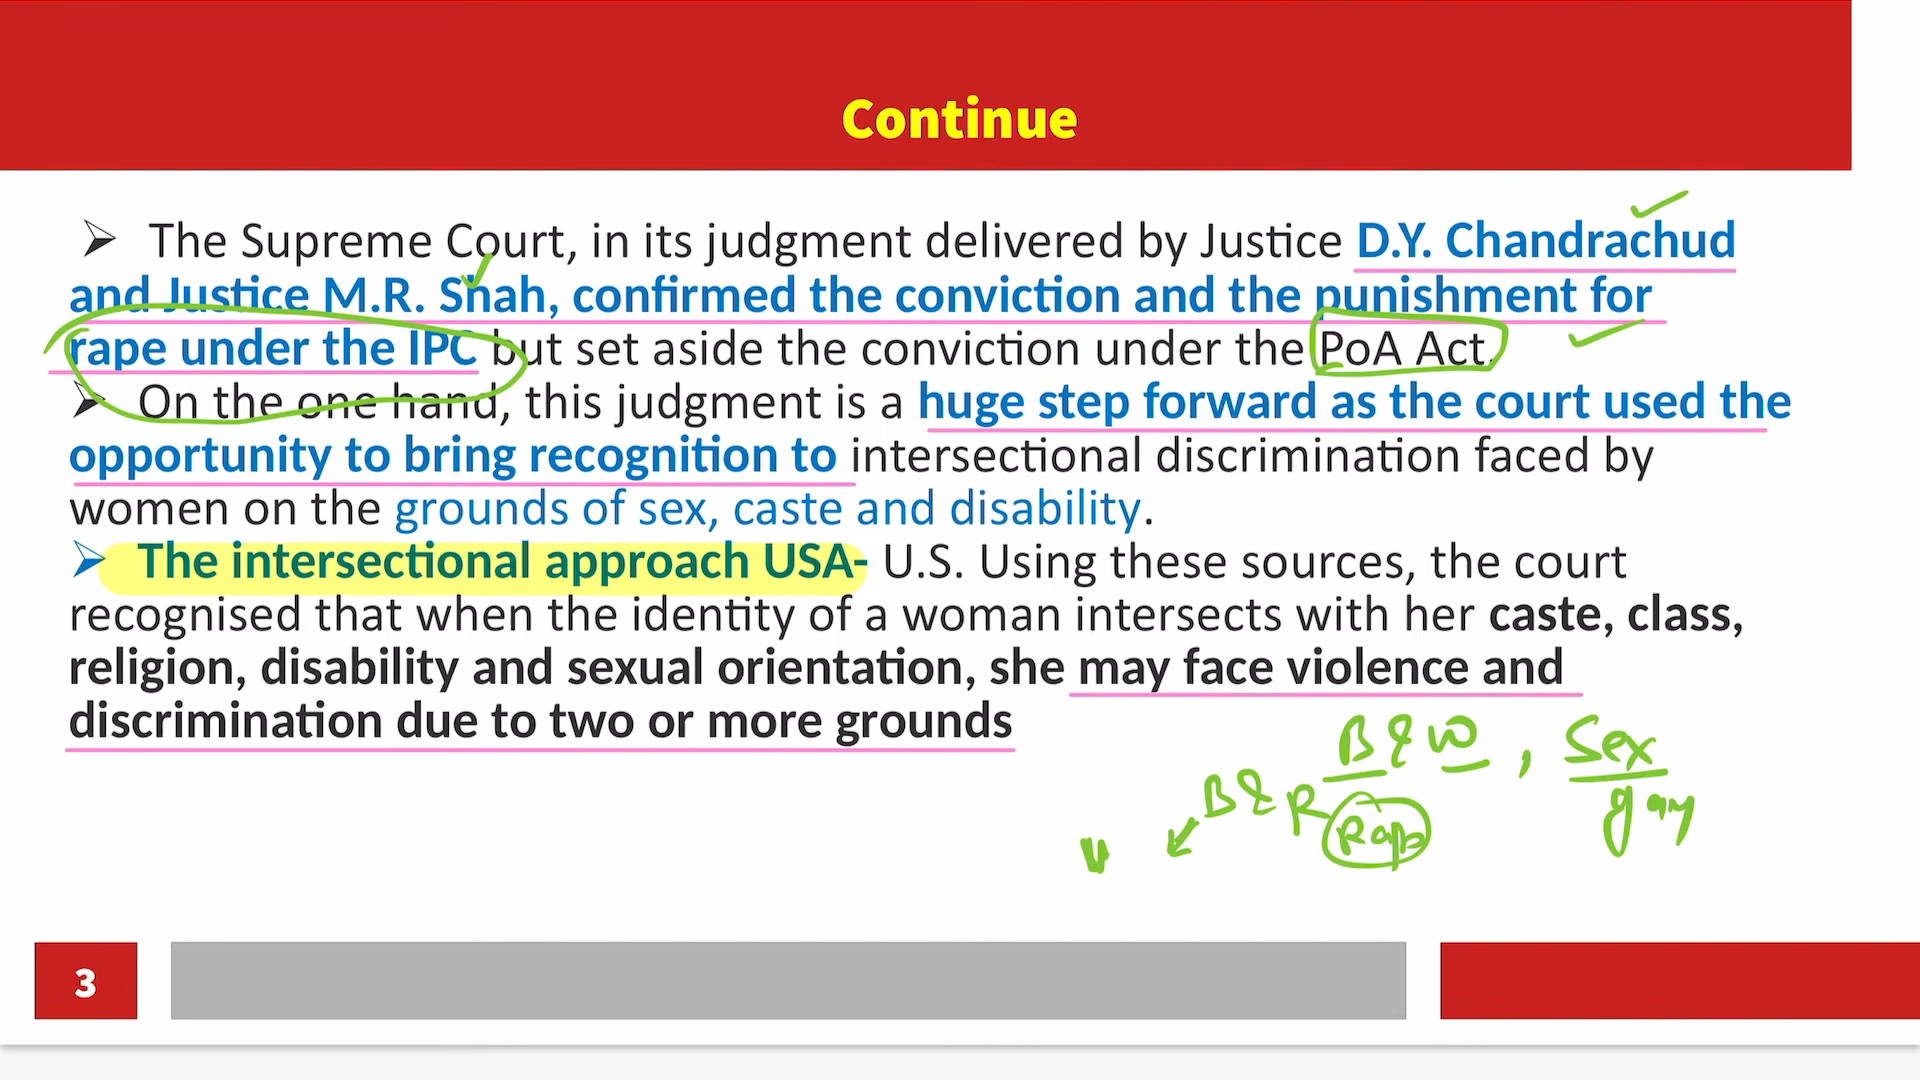 Continue
➢ The Supreme Court, in its judgment delivered by Justice D.Y. Chandrachud
and Justice M.R. Shah, confirmed the conviction and the punishment for
rape under the IPC but set aside the conviction under the PoA Act.
➢ On the one hand, this judgment is a huge step forward as the court used the
opportunity to bring recognition to intersectional discrimination faced by
women on the grounds of sex, caste and disability.
➢ The intersectional approach USA- U.S. Using these sources, the court
recognised that when the identity of a woman intersects with her caste, class,
religion, disability and sexual orientation, she may face violence and
discrimination due to two or more grounds
B & W, Sex
B & R Rape gay
3